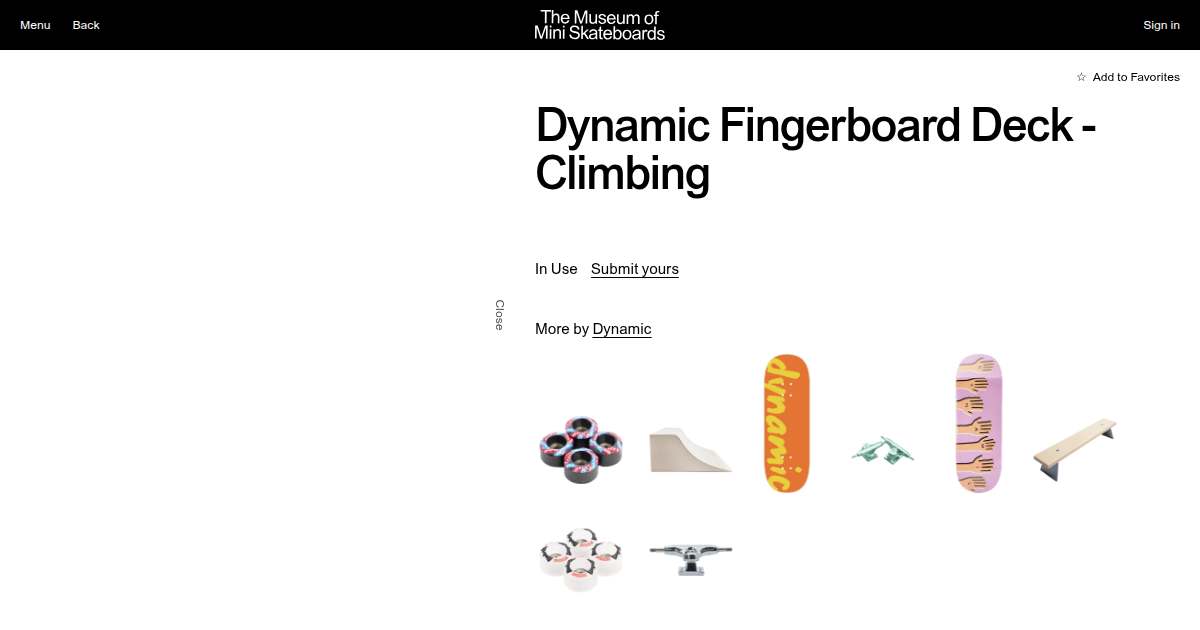 Menu
Back
The Museum of
Mini Skateboards
Sign in
☆ Add to Favorites
Dynamic Fingerboard Deck -
Climbing
In Use
Submit yours
Close
More by Dynamic
dynamic